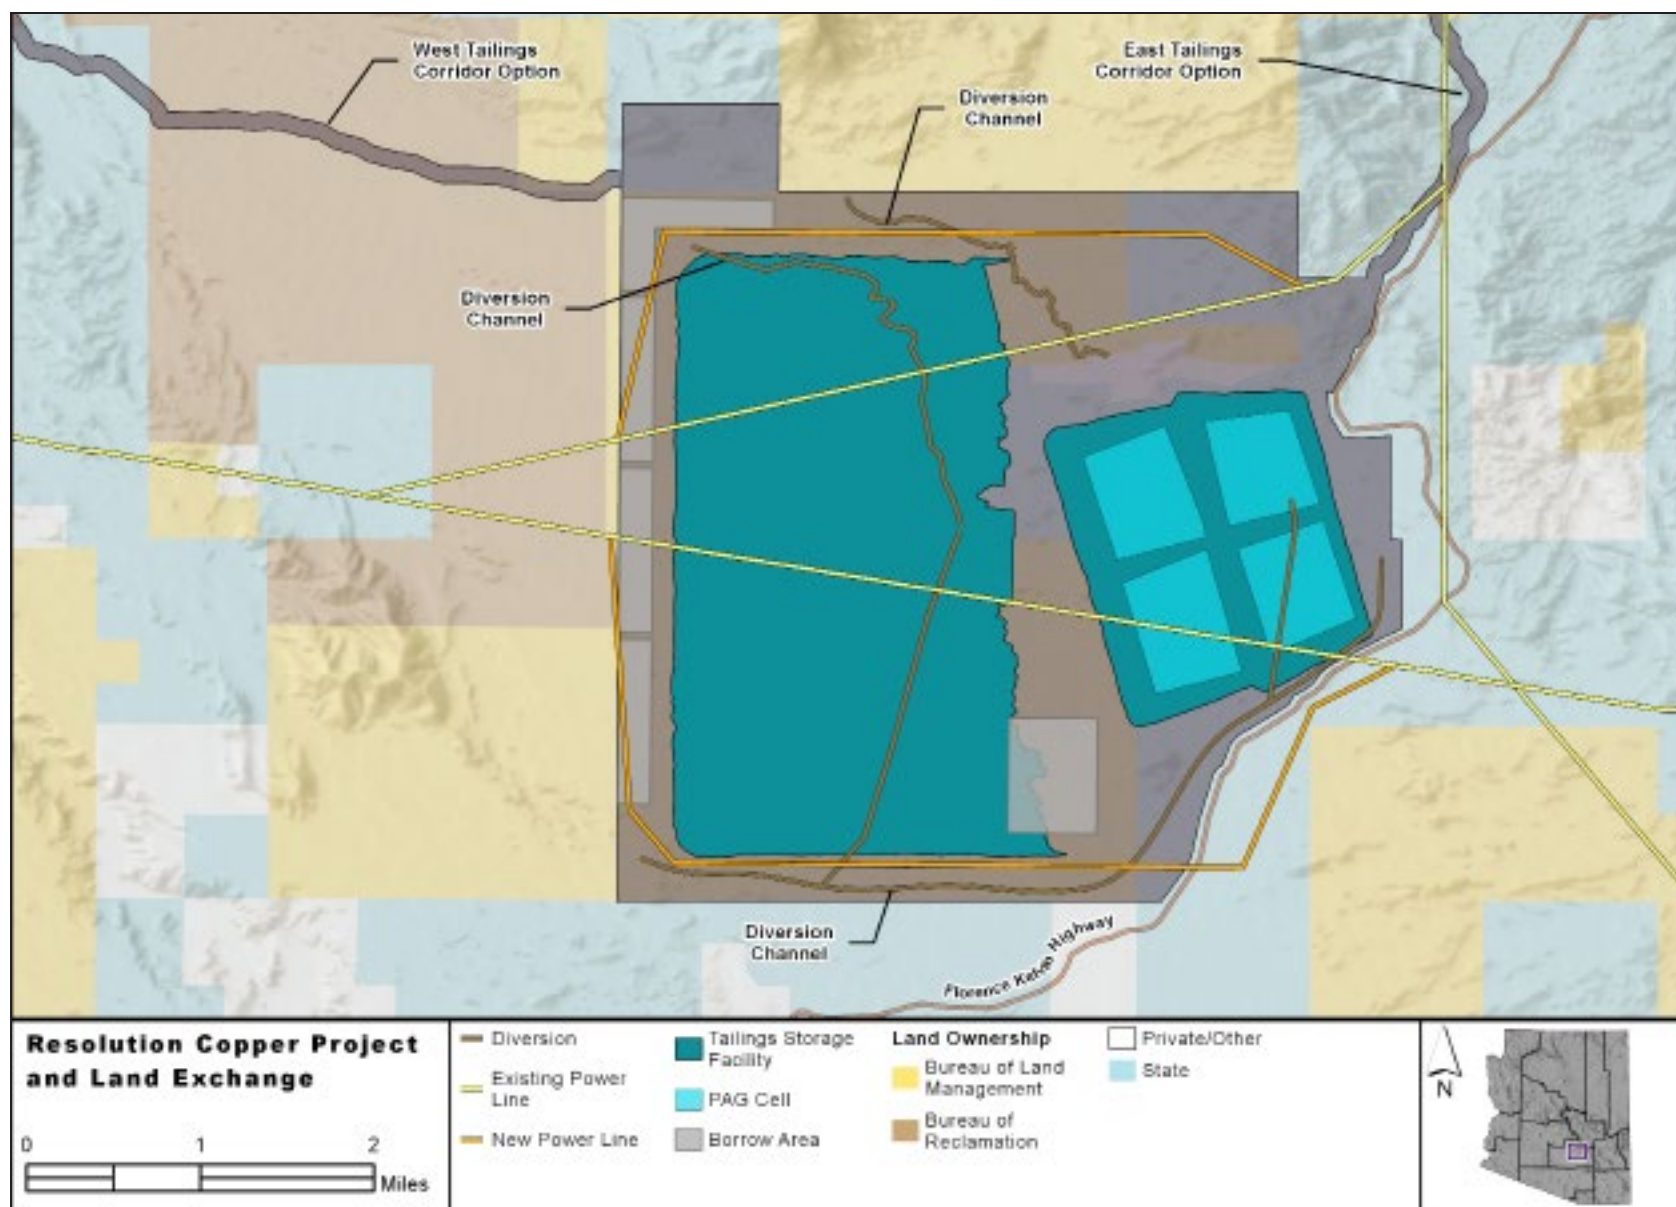 West Tailings
Corridor Option
East Tailings
Corridor Option
Diversion
Channel
Diversion
Channel
Diversion
Channel
Florence Kelvin Highway
Resolution Copper Project
and Land Exchange
0 1 2
Miles
Diversion
Existing Power
Line
New Power Line
Tailings Storage
Facility
PAG Cell
Borrow Area
Land Ownership
Bureau of Land
Management
Bureau of
Reclamation
Private/Other
State
N